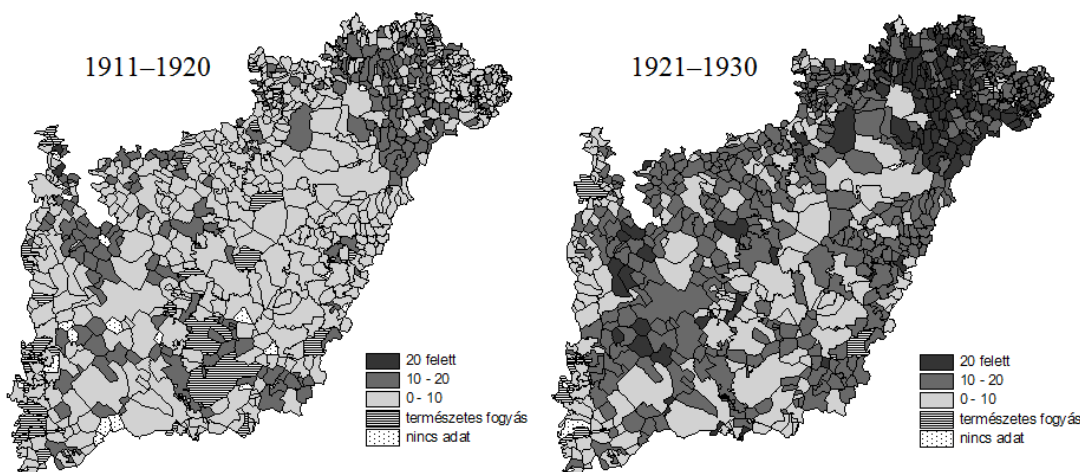 1911–1920
20 felett
10 - 20
0 - 10
természetes fogyás
nincs adat
1921–1930
20 felett
10 - 20
0 - 10
természetes fogyás
nincs adat